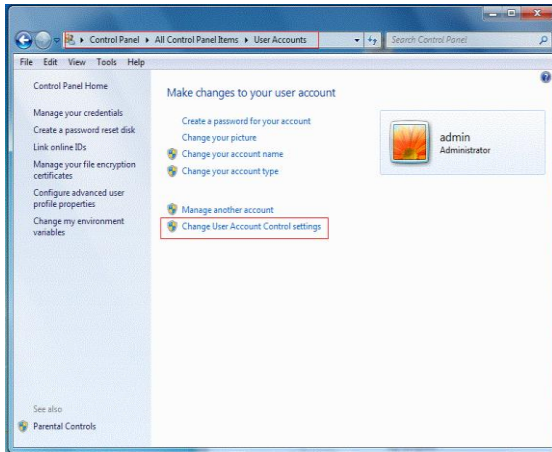 Control Panel ▸ All Control Panel Items ▸ User Accounts
Search Control Panel
File Edit View Tools Help
Control Panel Home
Manage your credentials
Create a password reset disk
Link online IDs
Manage your file encryption
certificates
Configure advanced user
profile properties
Change my environment
variables
See also
Parental Controls
Make changes to your user account
Create a password for your account
Change your picture
Change your account name
Change your account type
Manage another account
Change User Account Control settings
admin
Administrator